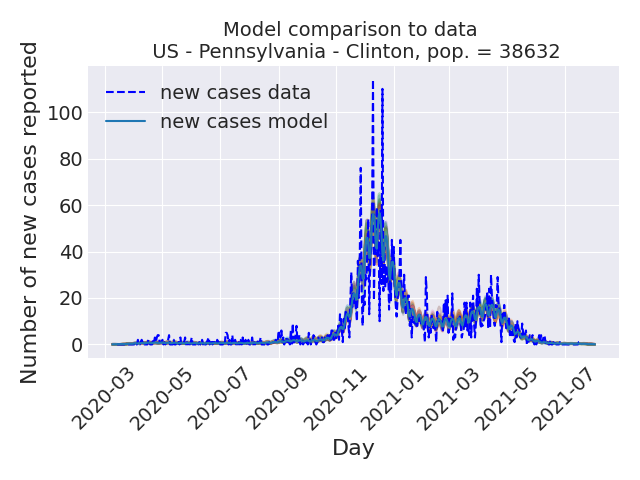 Model comparison to data
US - Pennsylvania - Clinton, pop. = 38632
Number of new cases reported
new cases data
new cases model
100
80
60
40
20
0
2020-03
2020-05
2020-07
2020-09
2020-11
2021-01
2021-03
2021-05
2021-07
Day